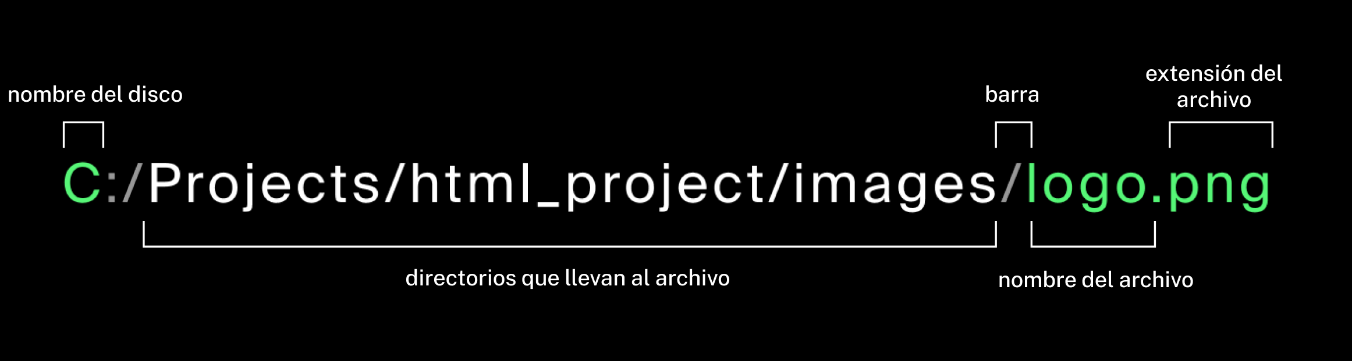 nombre del disco
barra
extensión del
archivo
C:/Projects/html_project/images/logo.png
directorios que llevan al archivo
nombre del archivo